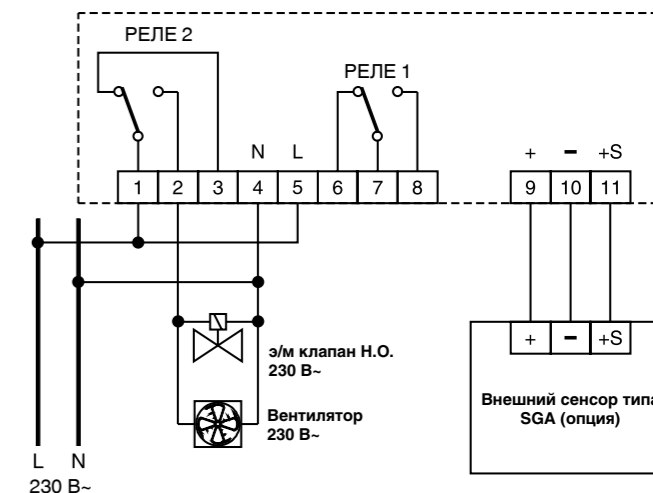 РЕЛЕ 2
РЕЛЕ 1
N L + - +S
1 2 3 4 5 6 7 8 9 10 11
+ - +S
э/м клапан Н.О.
230 В~
Внешний сенсор типа
SGA (опция)
Вентилятор
230 В~
L N
230 В~